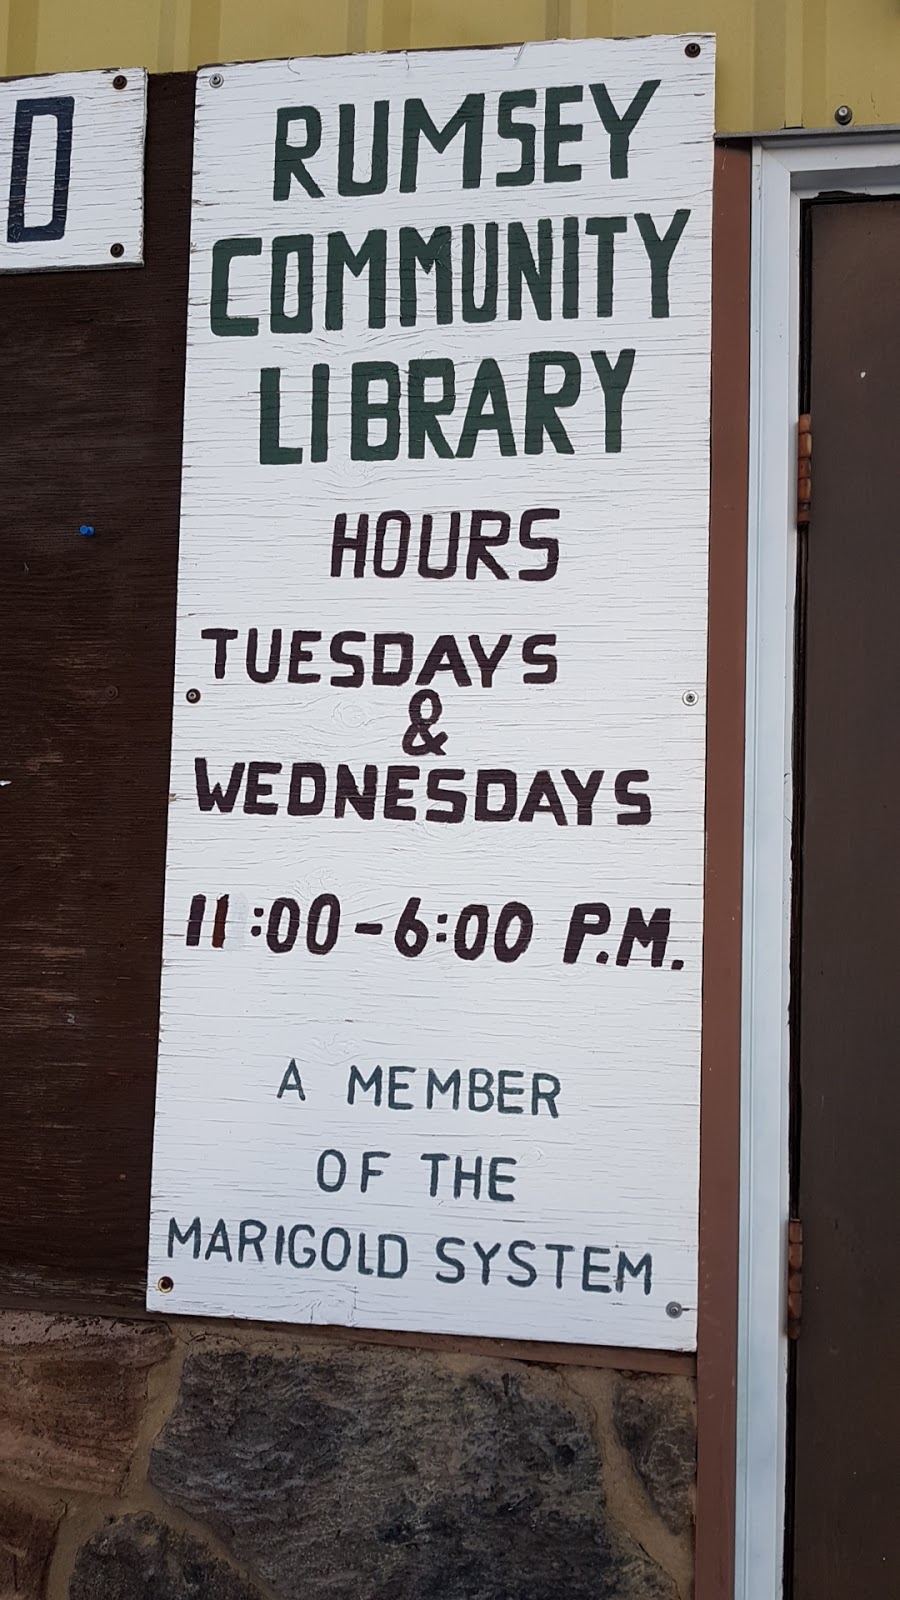 D
RUMSEY
COMMUNITY
LIBRARY
HOURS
TUESDAYS
&
WEDNESDAYS
11:00-6:00 P.M.
A MEMBER
OF THE
MARIGOLD SYSTEM